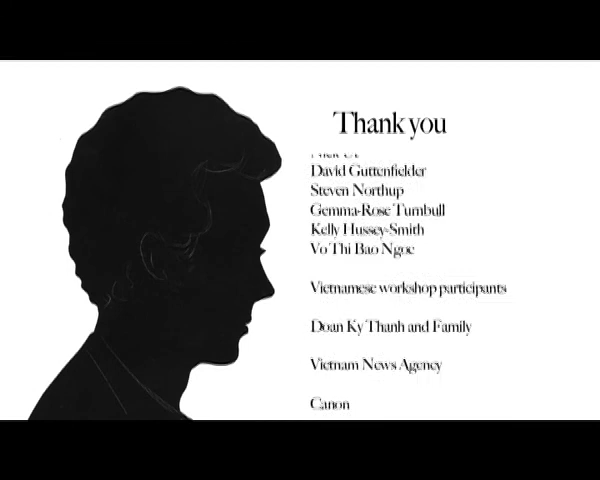 Thank you
David Guttenfielder
Steven Northup
Gemma-Rose Turnbull
Kelly Hussey-Smith
Vo Thi Bao Ngoc
Vietnamese workshop participants
Doan Ky Thanh and Family
Vietnam News Agency
Canon